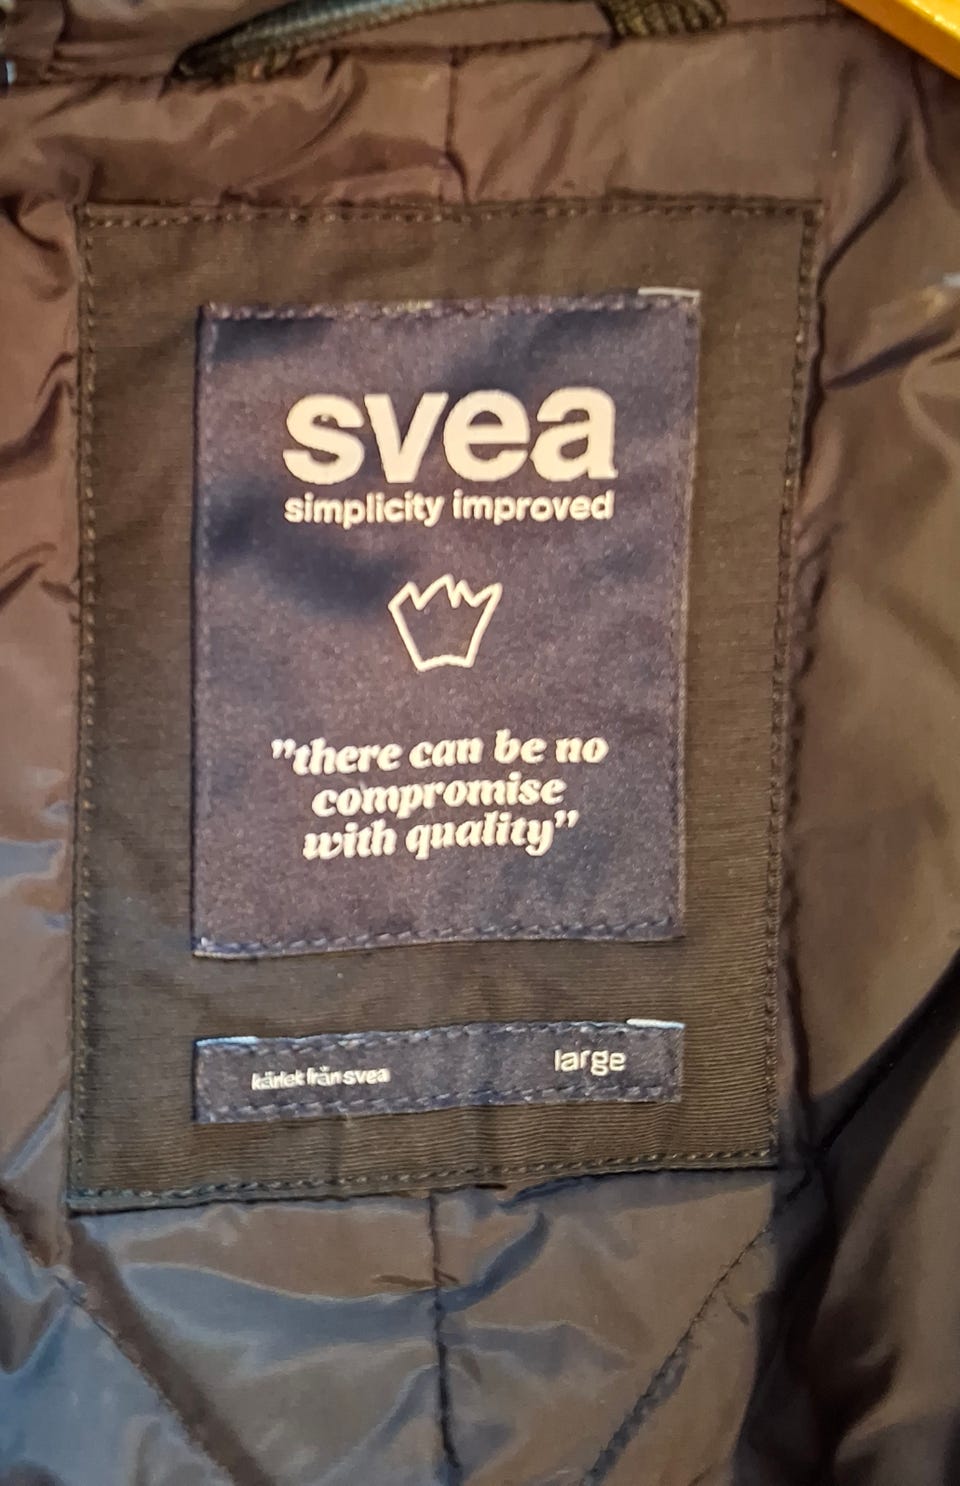 svea
simplicity improved
"there can be no
compromise
with quality"
kärlek från svea
large